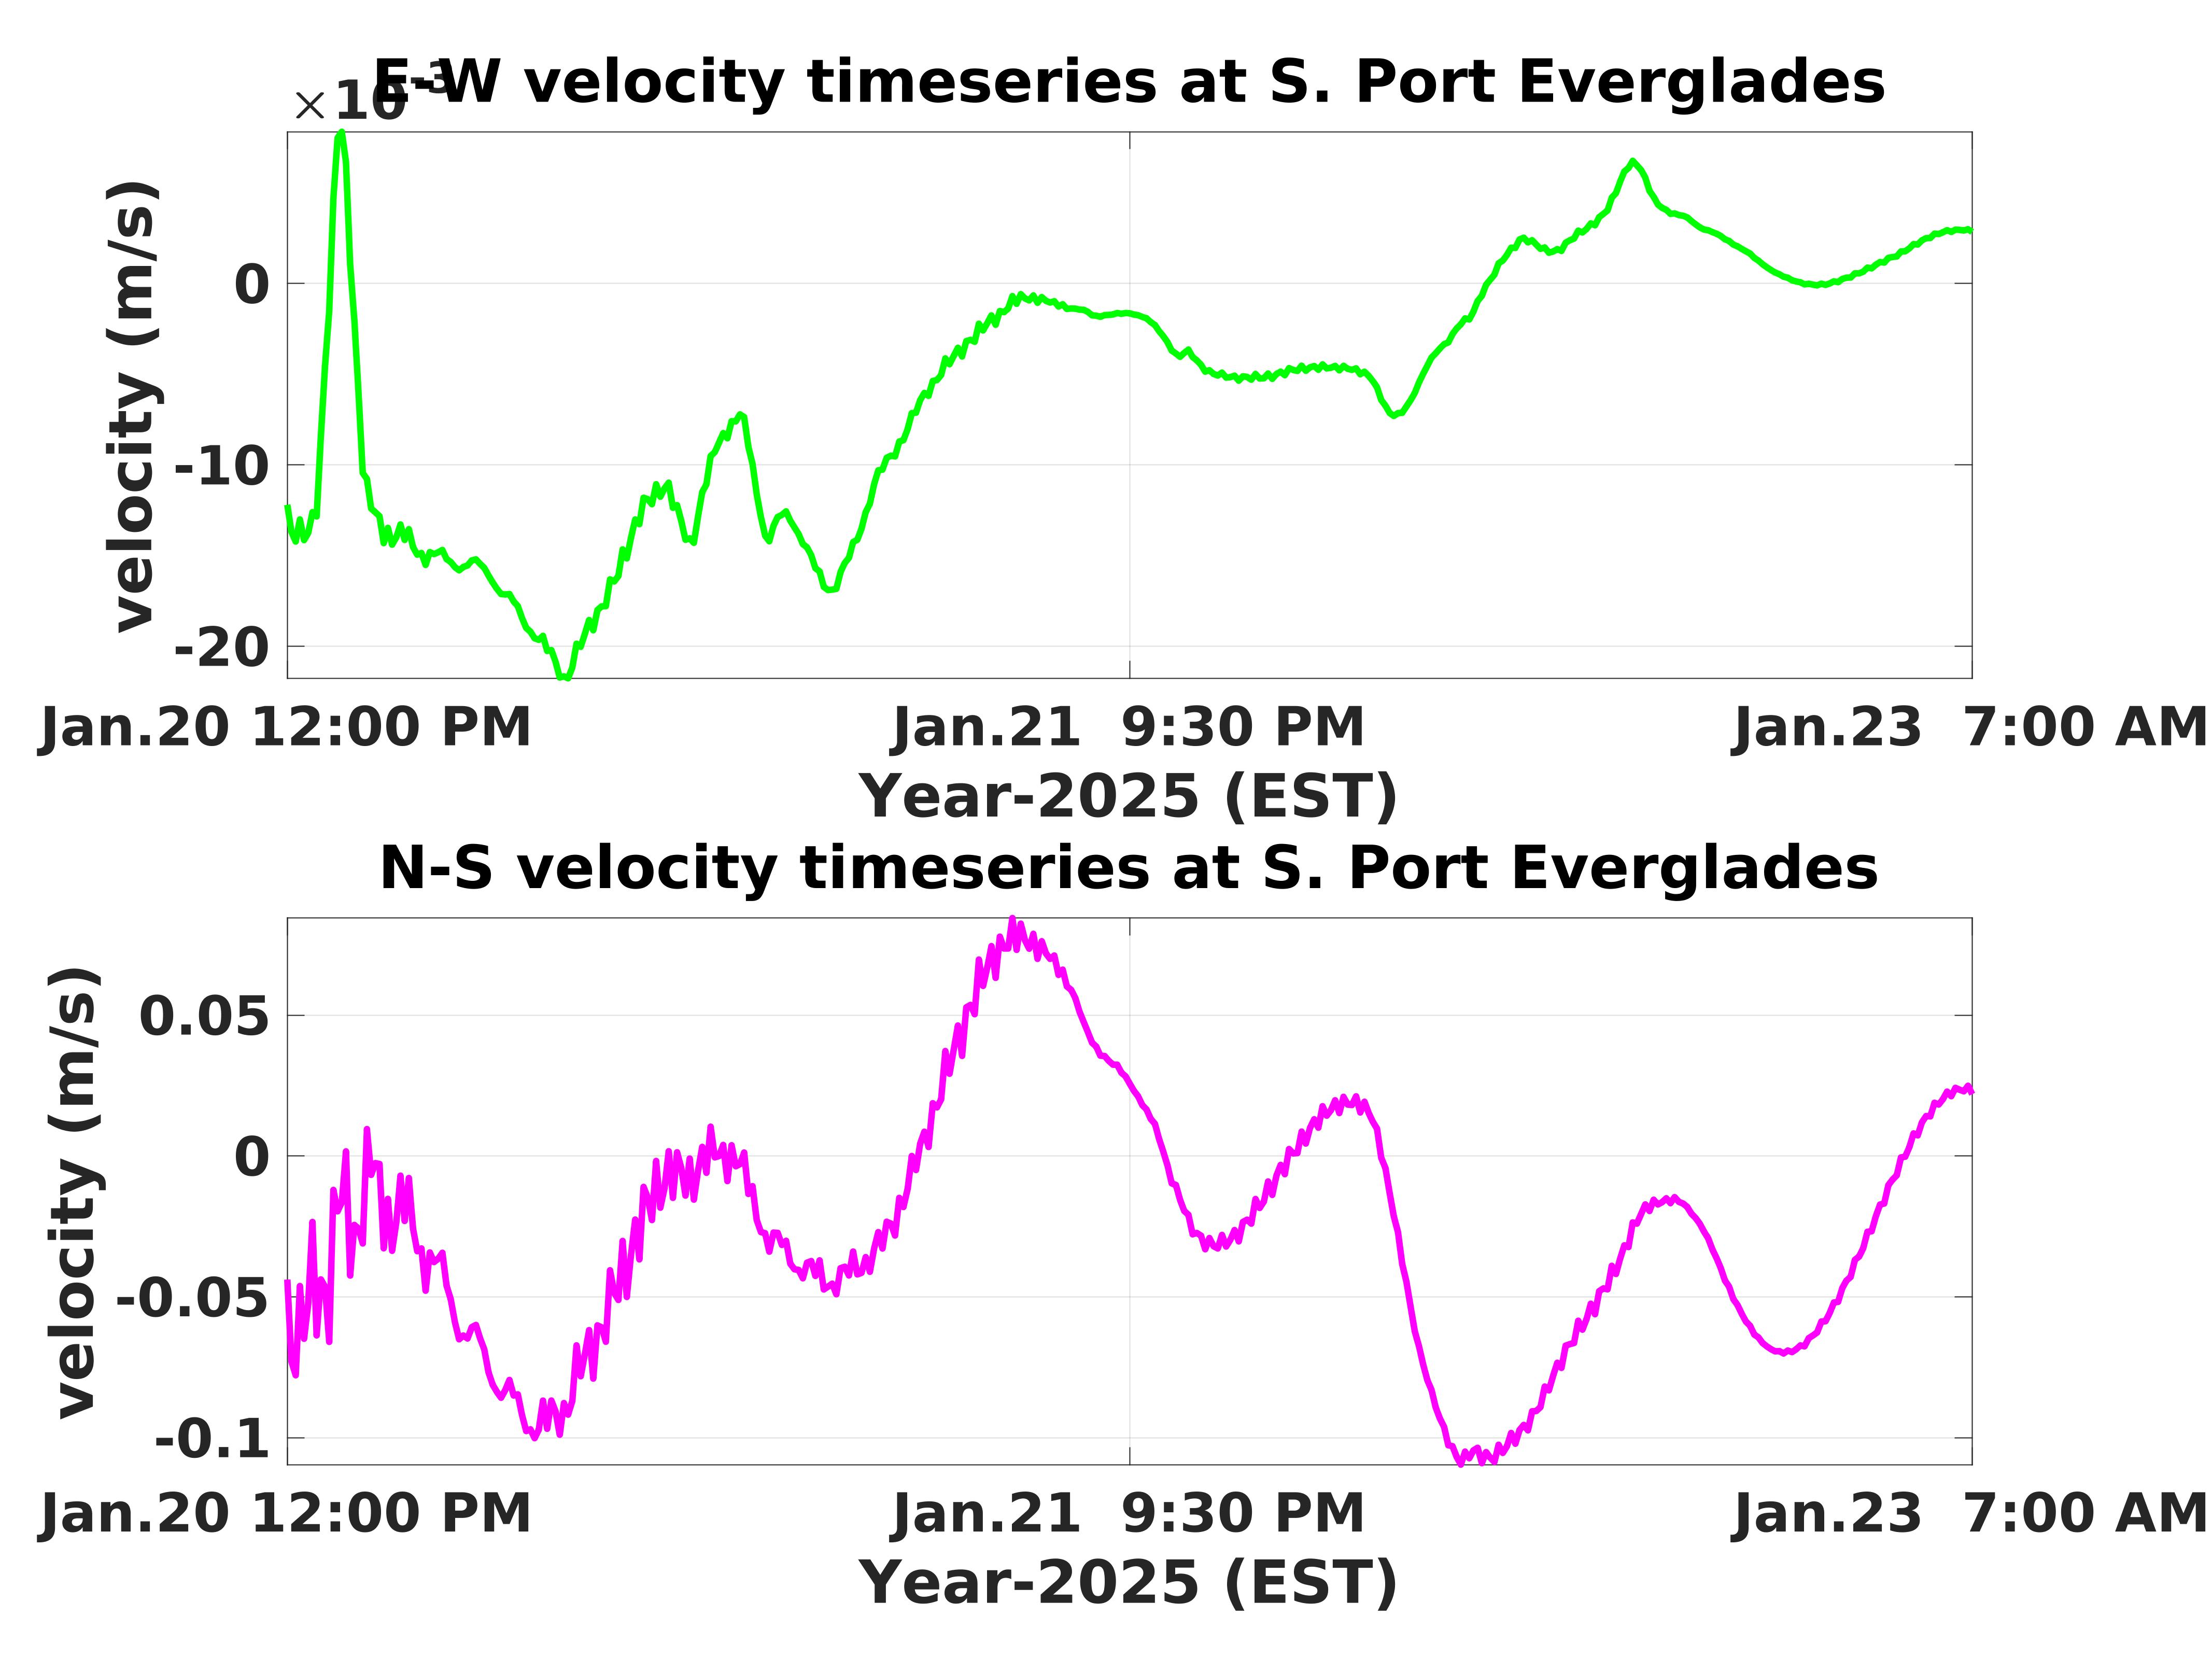 E-W velocity timeseries at S. Port Everglades
×10-3
velocity (m/s)
0
-10
-20
Jan.20 12:00 PM Jan.21 9:30 PM Jan.23 7:00 AM
Year-2025 (EST)
N-S velocity timeseries at S. Port Everglades
velocity (m/s)
0.05
0
-0.05
-0.1
Jan.20 12:00 PM Jan.21 9:30 PM Jan.23 7:00 AM
Year-2025 (EST)